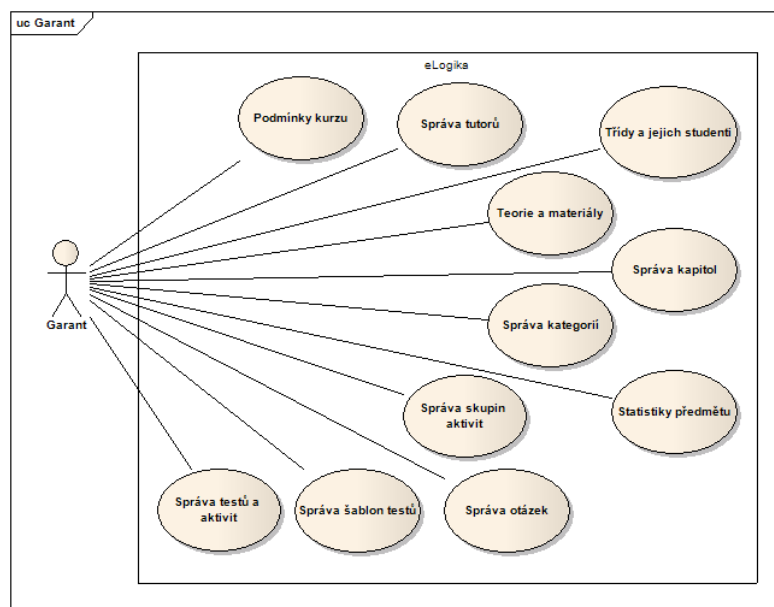 uc Garant
eLogika
Podmínky kurzu
Správa tutorů
Třídy a jejich studenti
Teorie a materiály
Správa kapitol
Garant
Správa kategorií
Statistiky předmětu
Správa skupin
aktivit
Správa testů a
aktivit
Správa šablon testů
Správa otázek